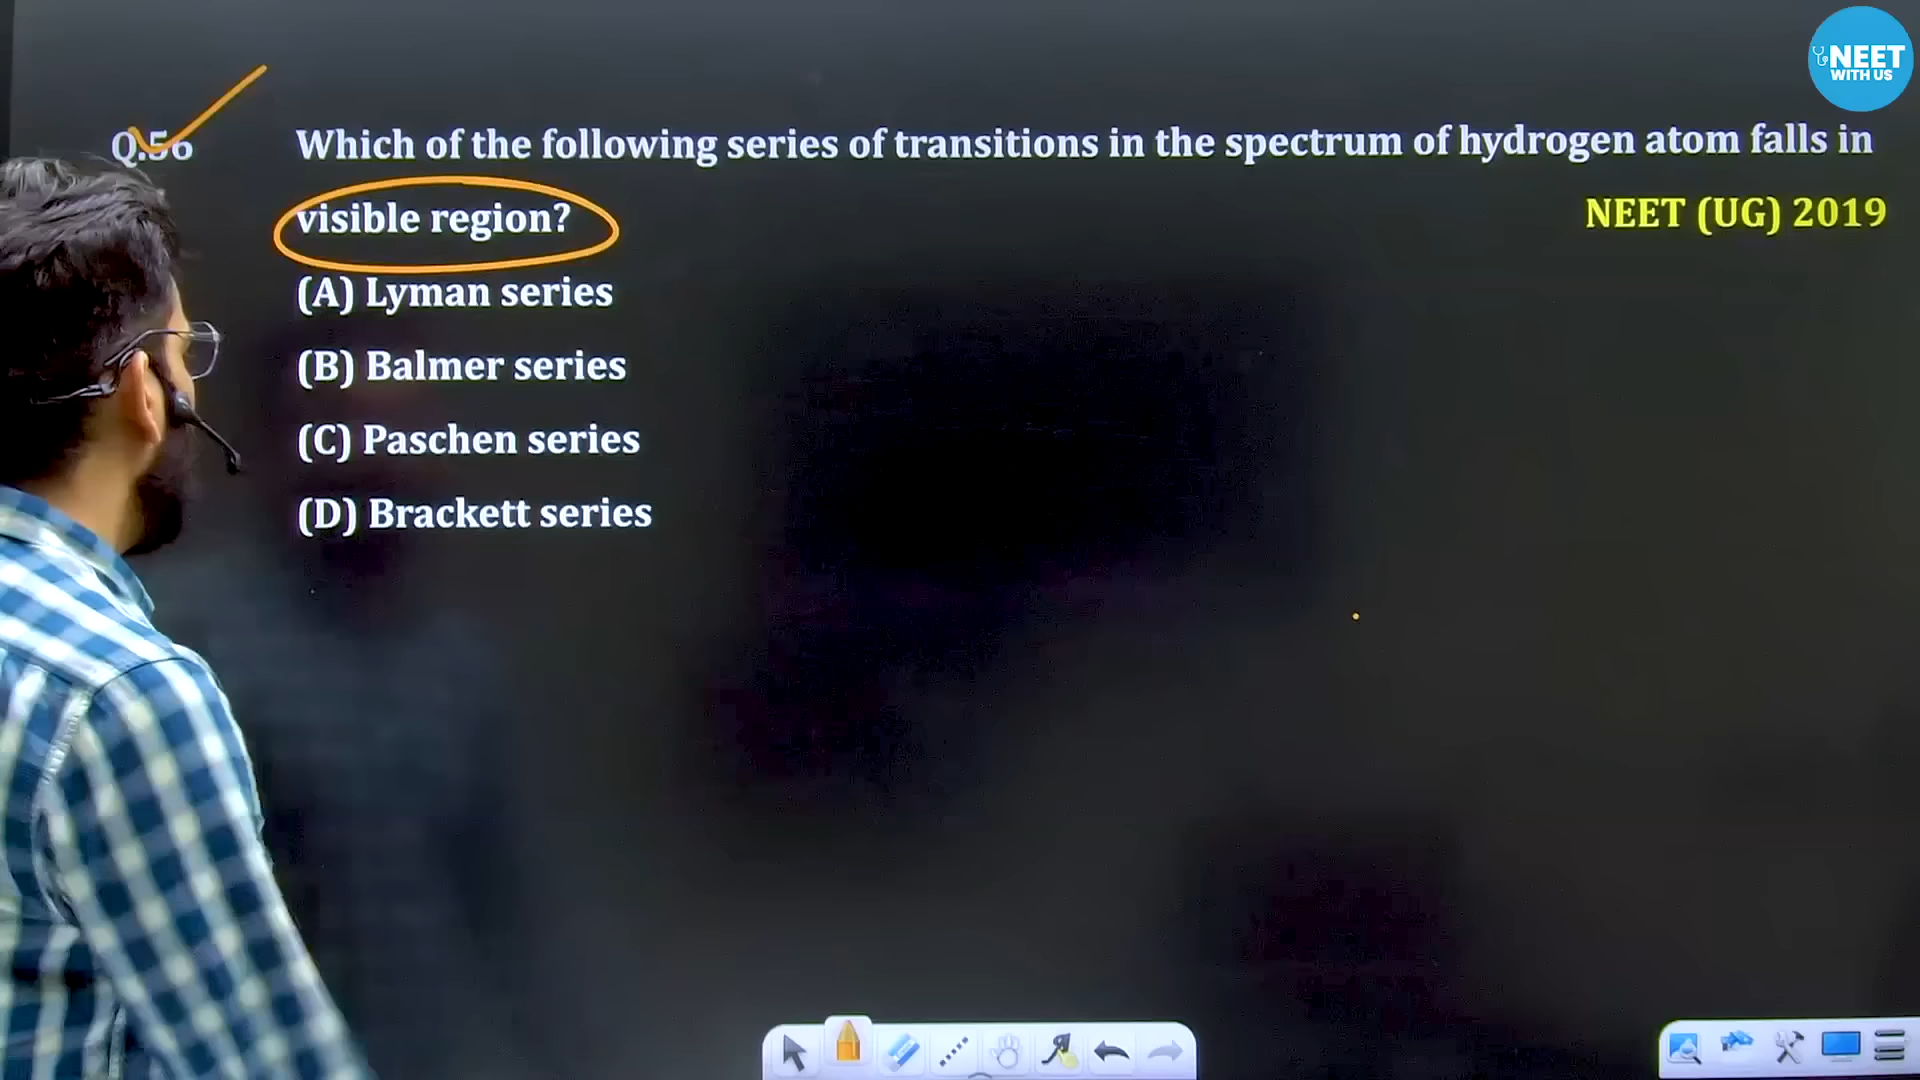 NEET
WITH US
Q.56 Which of the following series of transitions in the spectrum of hydrogen atom falls in
visible region? NEET (UG) 2019
(A) Lyman series
(B) Balmer series
(C) Paschen series
(D) Brackett series